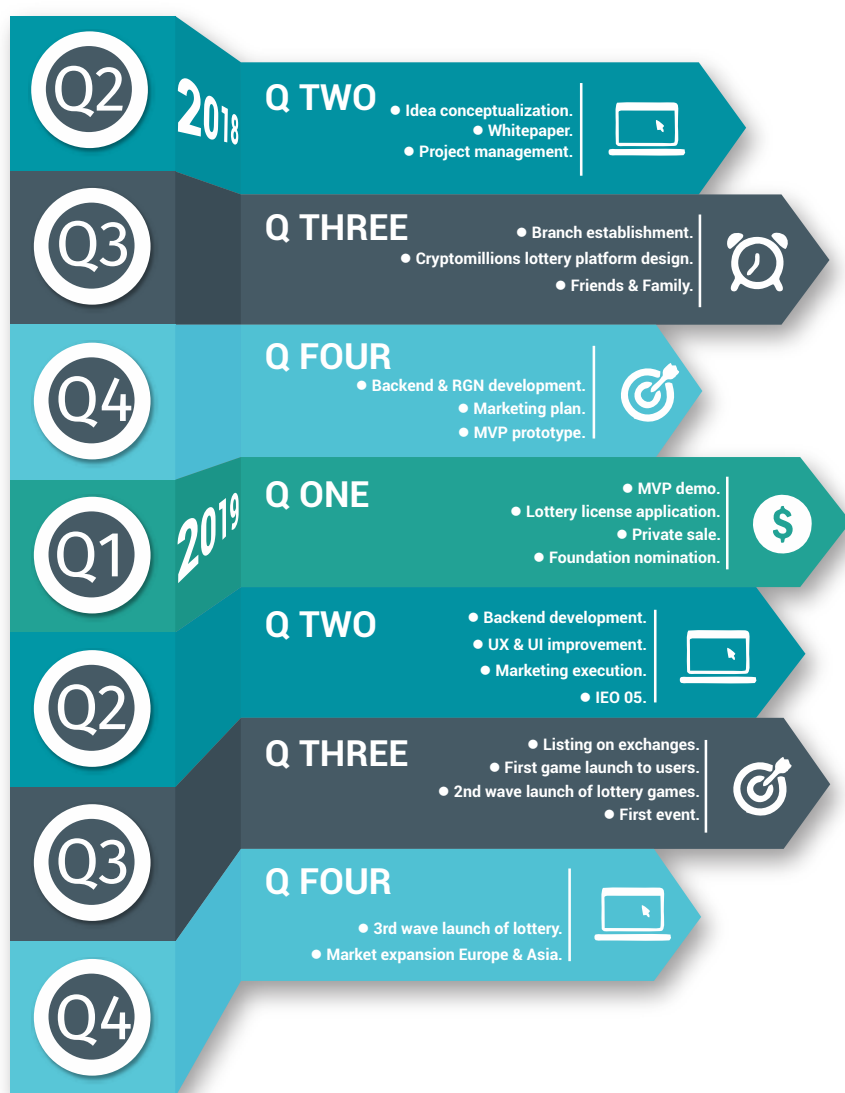 Q2
2018
Q TWO
● Idea conceptualization.
● Whitepaper.
● Project management.
Q3
Q THREE
● Branch establishment.
● Cryptomillions lottery platform design.
● Friends & Family.
Q4
Q FOUR
● Backend & RGN development.
● Marketing plan.
● MVP prototype.
Q1
2019
Q ONE
● MVP demo.
● Lottery license application.
● Private sale.
● Foundation nomination.
$
Q2
Q TWO
● Backend development.
● UX & UI improvement.
● Marketing execution.
● IEO 05.
Q3
Q THREE
● Listing on exchanges.
● First game launch to users.
● 2nd wave launch of lottery games.
● First event.
Q4
Q FOUR
● 3rd wave launch of lottery.
● Market expansion Europe & Asia.